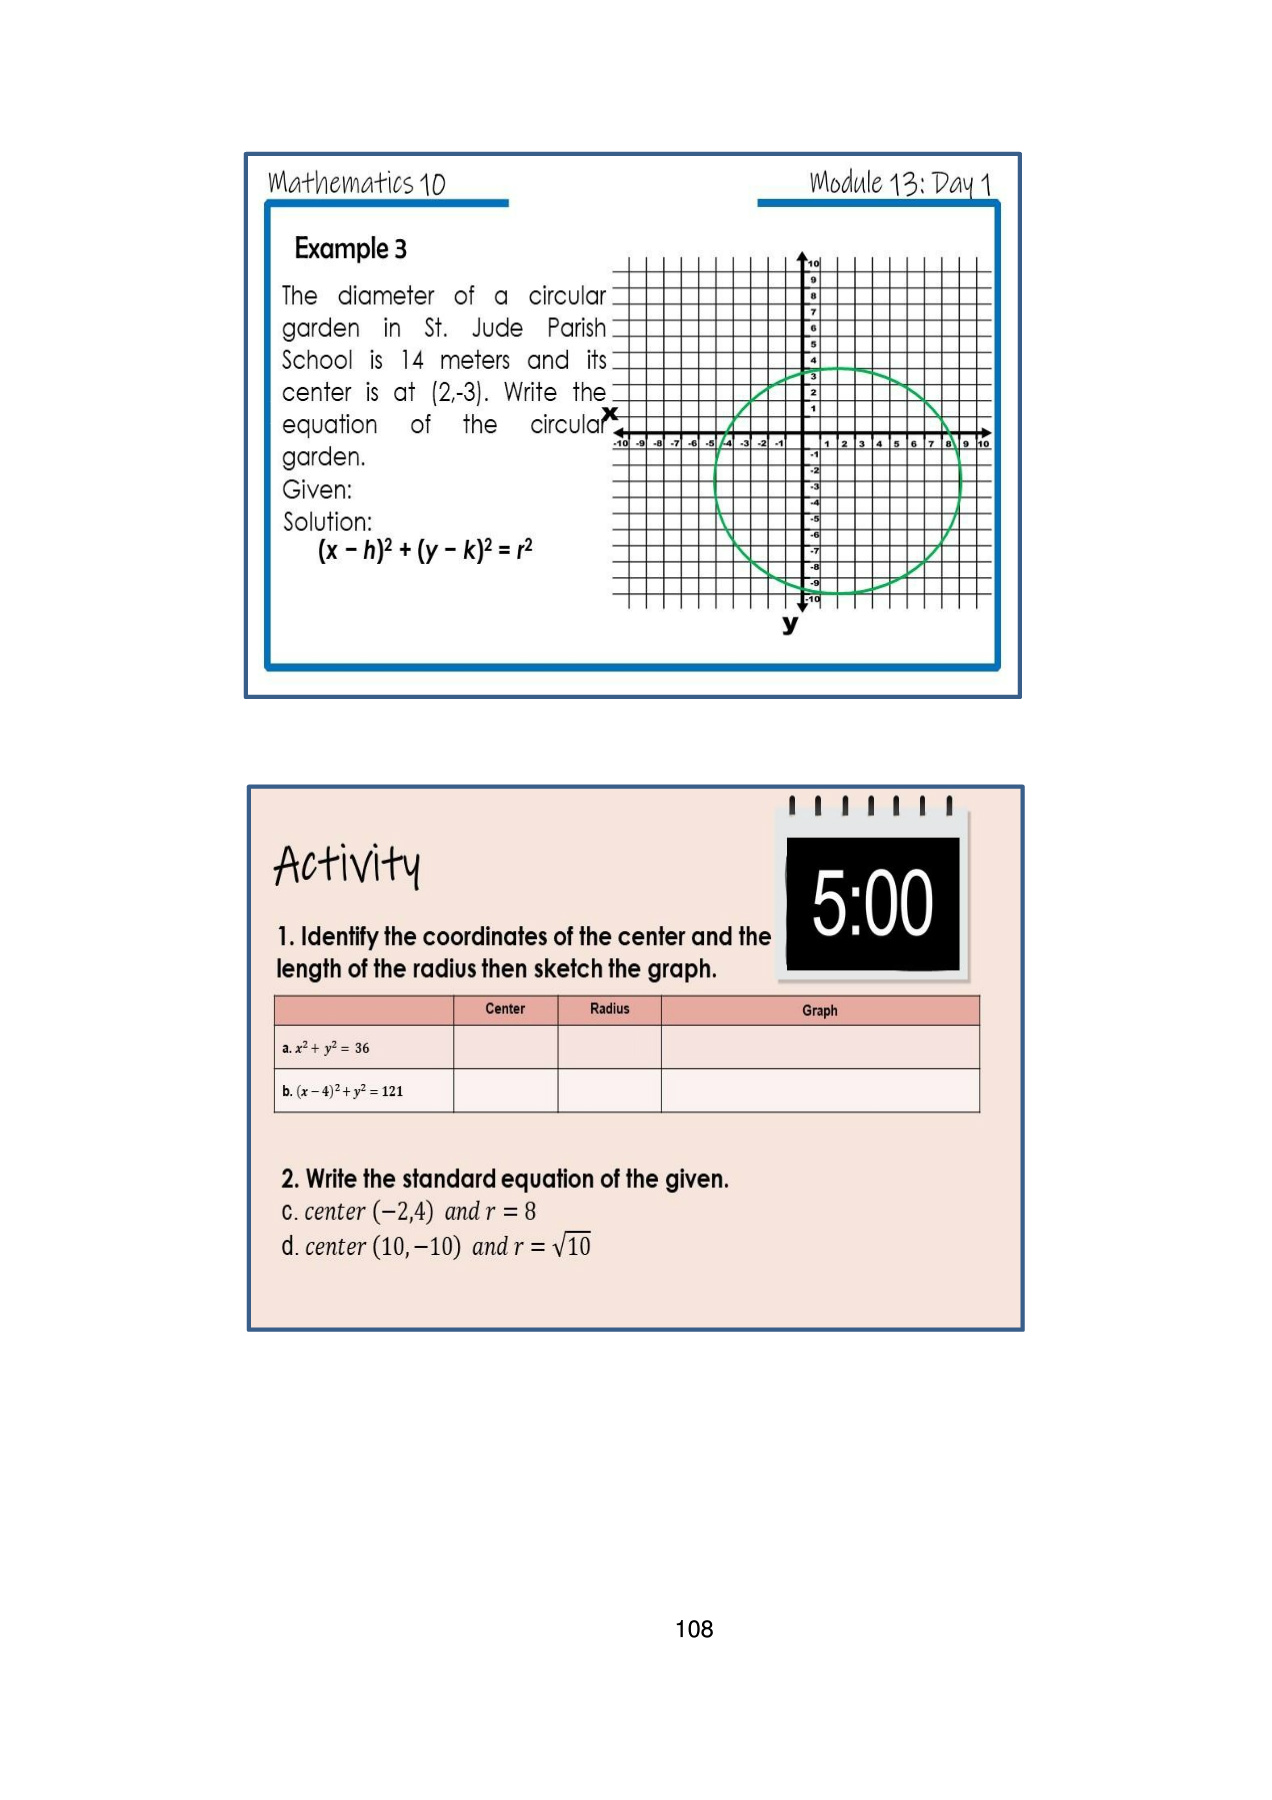 Mathematics 10
Module 13: Day 1
Example 3
The diameter of a circular
garden in St. Jude Parish
School is 14 meters and its
center is at (2,-3). Write the
equation of the circular
garden.
Given:
Solution:
(x − h)² + (y − k)² = r²
10
9
8
7
6
5
4
3
2
1
x
-10 -9 -8 -7 -6 -5 -4 -3 -2 -1 1 2 3 4 5 6 7 8 9 10
-1
-2
-3
-4
-5
-6
-7
-8
-9
-10
y
Activity
5:00
1. Identify the coordinates of the center and the
length of the radius then sketch the graph.
Center Radius Graph
a. x² + y² = 36
b. (x − 4)² + y² = 121
2. Write the standard equation of the given.
c. center (−2,4) and r = 8
d. center (10,−10) and r = √10
108